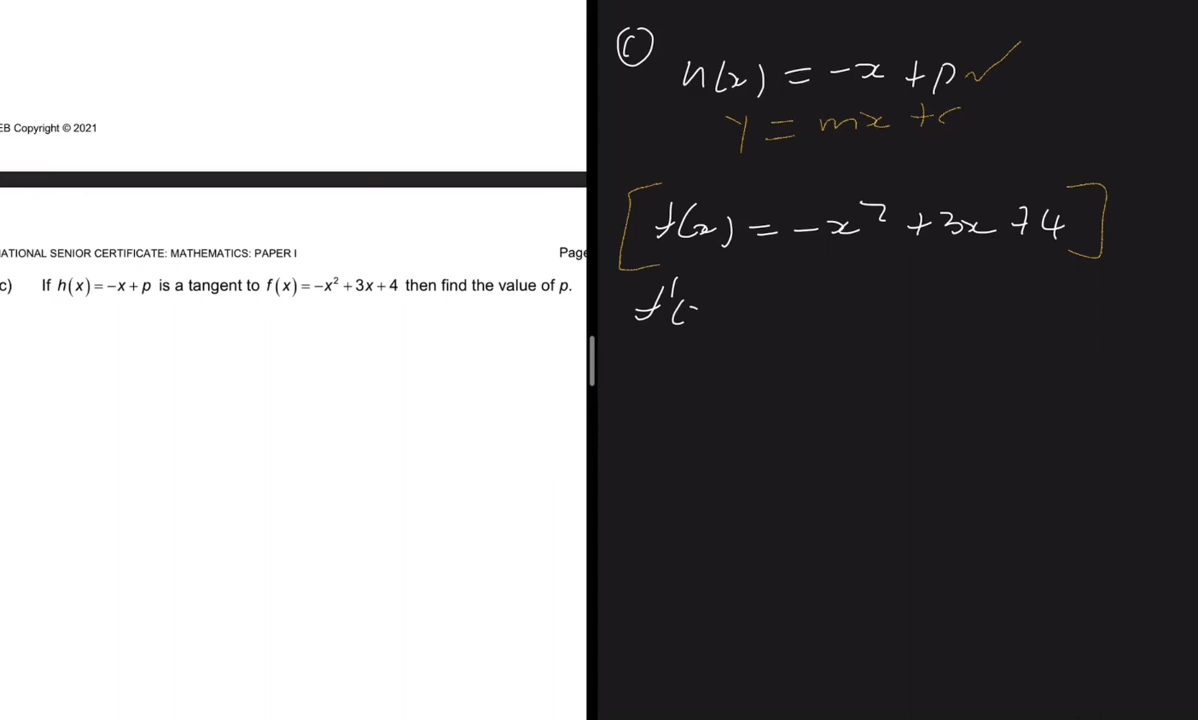 EB Copyright © 2021
NATIONAL SENIOR CERTIFICATE: MATHEMATICS: PAPER I
Page
c) If h(x) = −x + p is a tangent to f(x) = −x² + 3x + 4 then find the value of p.
(c)
h(x) = -x + p ✓
y = mx + c
[f(x) = -x² + 3x + 4]
f'(